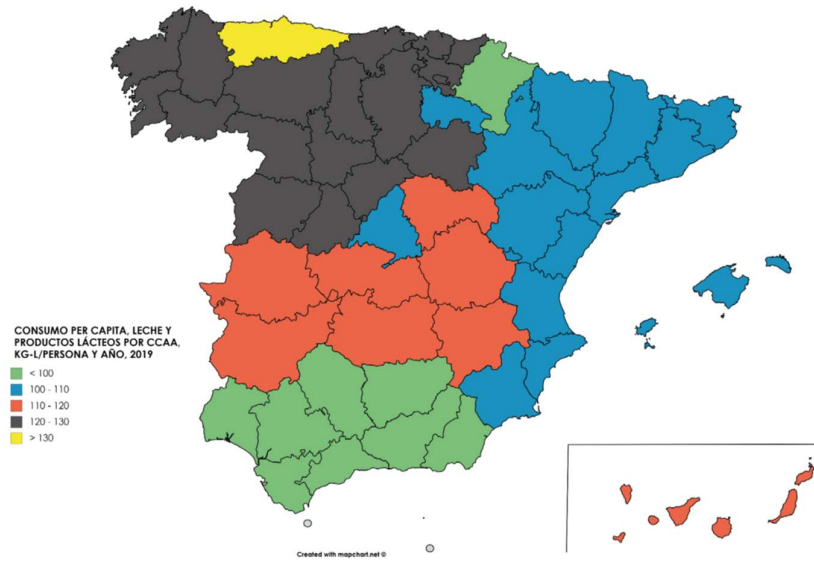 CONSUMO PER CAPITA, LECHE Y
PRODUCTOS LÁCTEOS POR CCAA,
KG-L/PERSONA Y AÑO, 2019
< 100
100 - 110
110 - 120
120 - 130
> 130
Created with mapchart.net ©